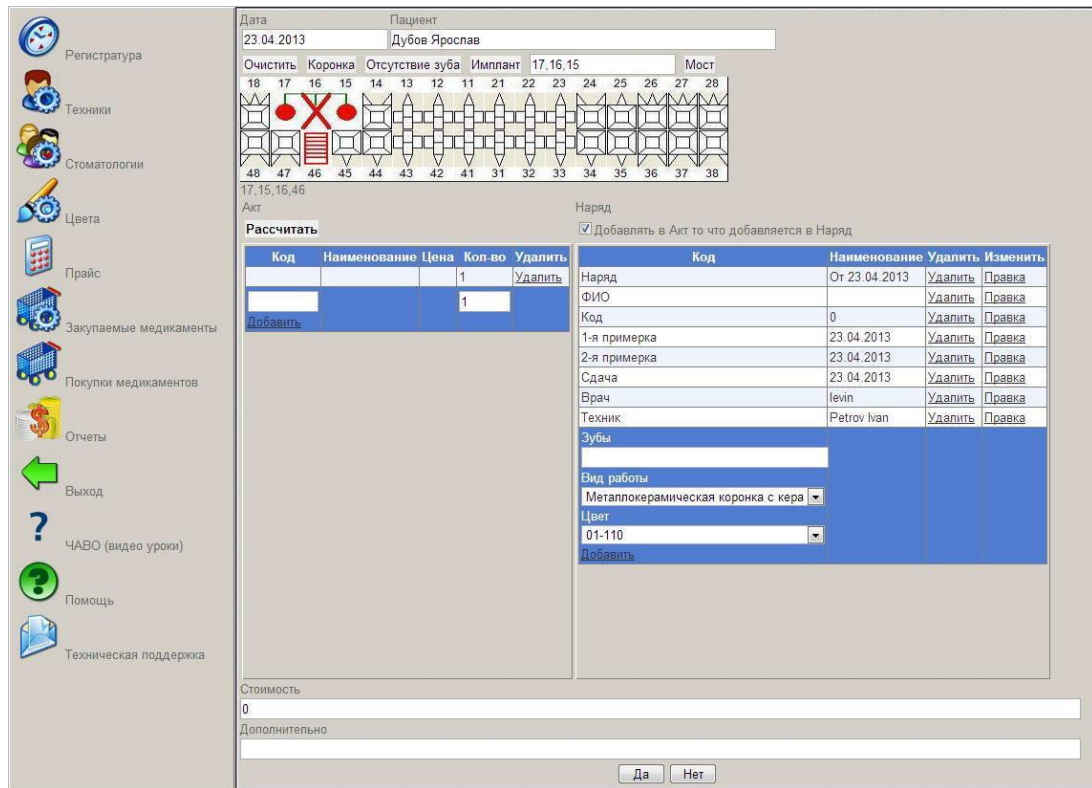 Регистратура
Техники
Стоматологии
Цвета
Прайс
Закупаемые медикаменты
Покупки медикаментов
Отчеты
Выход
ЧАВО (видео уроки)
Помощь
Техническая поддержка
Дата Пациент
23.04.2013 Дубов Ярослав
Очистить Коронка Отсутствие зуба Имплант 17,16,15 Мост
18 17 16 15 14 13 12 11 21 22 23 24 25 26 27 28
48 47 46 45 44 43 42 41 31 32 33 34 35 36 37 38
17,15,16,46
Акт
Рассчитать
Код Наименование Цена Кол-во Удалить
1 Удалить
1
Добавить
Наряд
Добавлять в Акт то что добавляется в Наряд
Код Наименование Удалить Изменить
Наряд От 23.04.2013 Удалить Правка
ФИО Удалить Правка
Код 0 Удалить Правка
1-я примерка 23.04.2013 Удалить Правка
2-я примерка 23.04.2013 Удалить Правка
Сдача 23.04.2013 Удалить Правка
Врач levin Удалить Правка
Техник Petrov Ivan Удалить Правка
Зубы
Вид работы
Металлокерамическая коронка с кера
Цвет
01-110
Добавить
Стоимость
0
Дополнительно
Да Нет